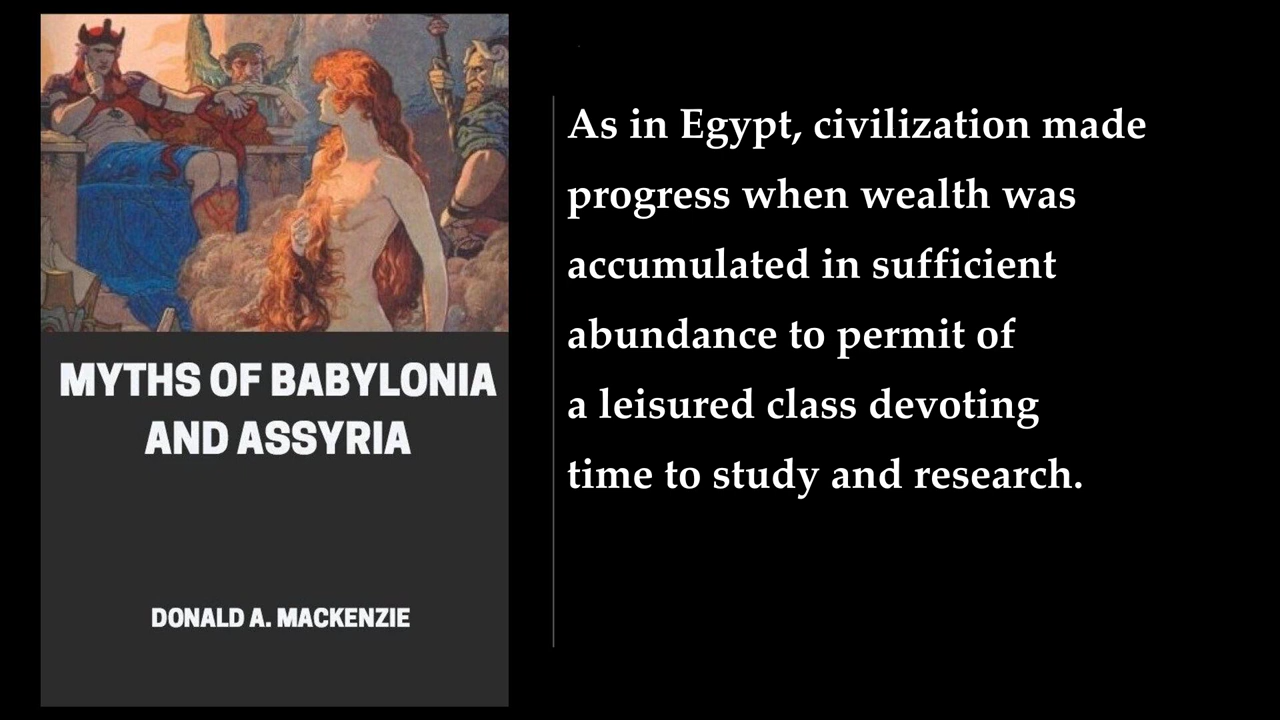 MYTHS OF BABYLONIA
AND ASSYRIA
DONALD A. MACKENZIE
As in Egypt, civilization made
progress when wealth was
accumulated in sufficient
abundance to permit of
a leisured class devoting
time to study and research.